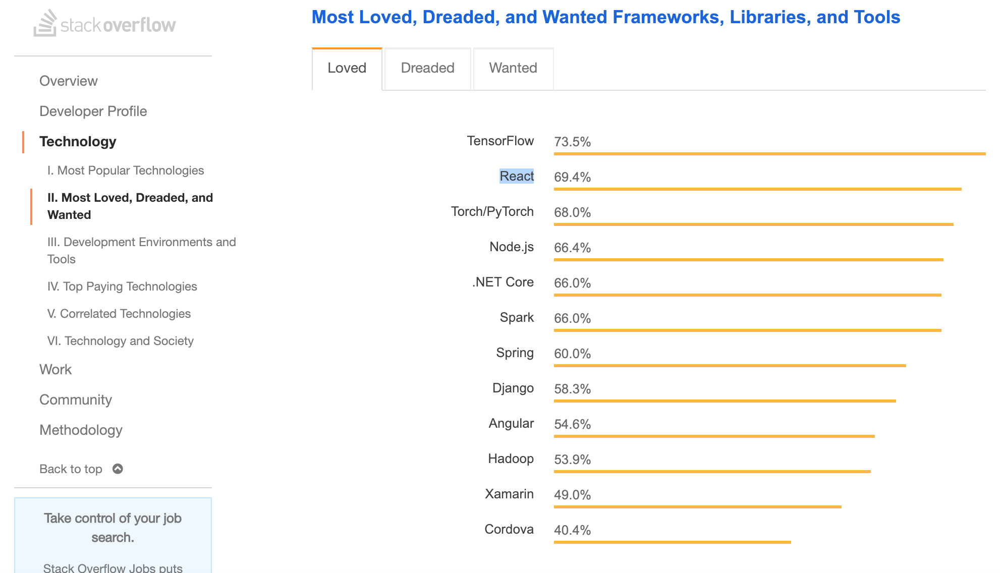 stackoverflow
Overview
Developer Profile
Technology
I. Most Popular Technologies
II. Most Loved, Dreaded, and
Wanted
III. Development Environments and
Tools
IV. Top Paying Technologies
V. Correlated Technologies
VI. Technology and Society
Work
Community
Methodology
Back to top
Take control of your job
search.
Stack Overflow Jobs puts
Most Loved, Dreaded, and Wanted Frameworks, Libraries, and Tools
Loved Dreaded Wanted
TensorFlow 73.5%
React 69.4%
Torch/PyTorch 68.0%
Node.js 66.4%
.NET Core 66.0%
Spark 66.0%
Spring 60.0%
Django 58.3%
Angular 54.6%
Hadoop 53.9%
Xamarin 49.0%
Cordova 40.4%